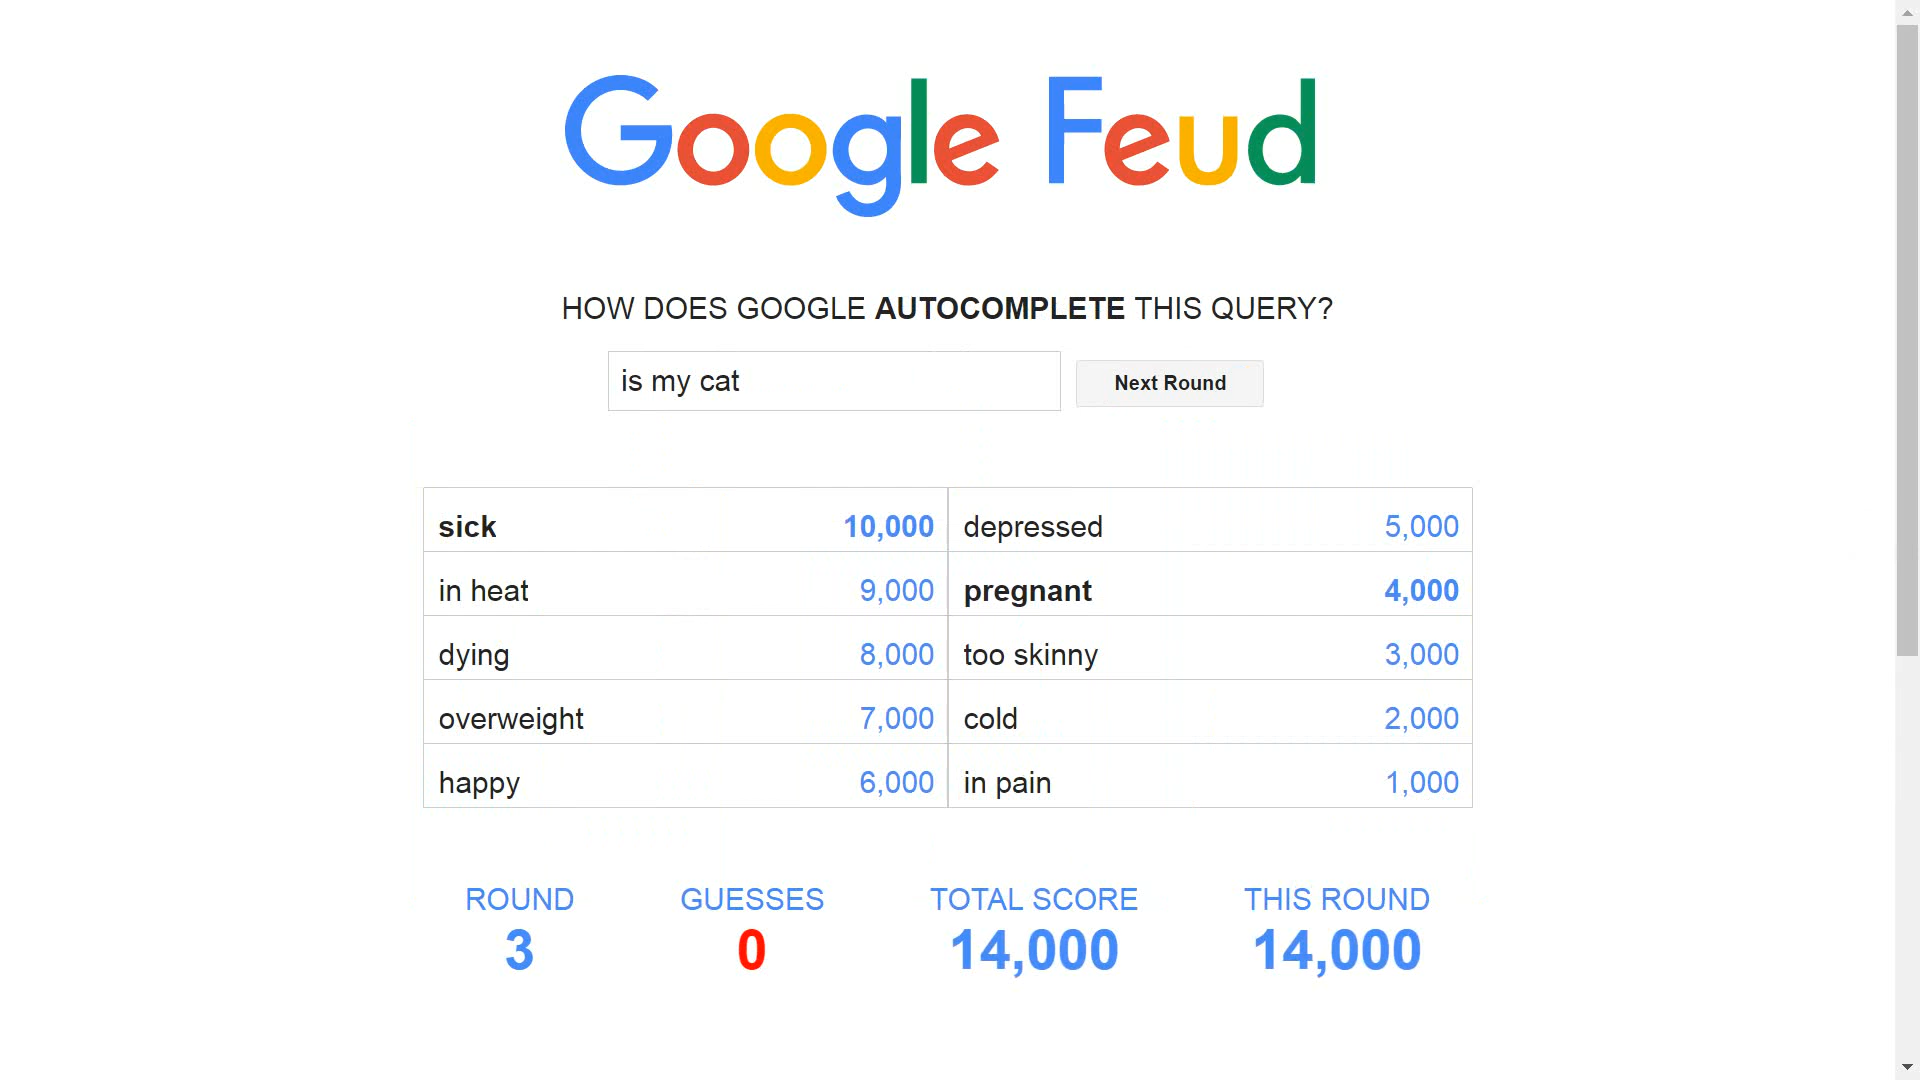 Google Feud
HOW DOES GOOGLE AUTOCOMPLETE THIS QUERY?
is my cat
Next Round
sick 10,000 depressed 5,000
in heat 9,000 pregnant 4,000
dying 8,000 too skinny 3,000
overweight 7,000 cold 2,000
happy 6,000 in pain 1,000
ROUND GUESSES TOTAL SCORE THIS ROUND
3 0 14,000 14,000